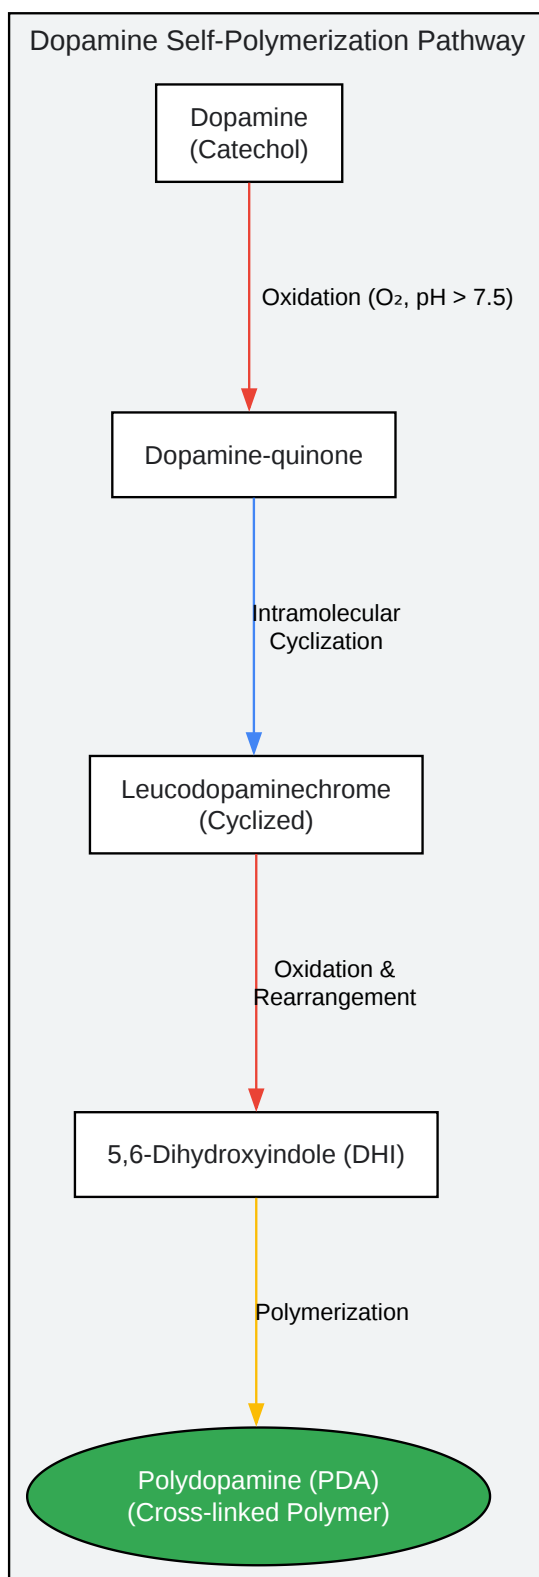 Dopamine Self-Polymerization Pathway
Dopamine
(Catechol)
Oxidation (O₂, pH > 7.5)
Dopamine-quinone
Intramolecular
Cyclization
Leucodopaminechrome
(Cyclized)
Oxidation &
Rearrangement
5,6-Dihydroxyindole (DHI)
Polymerization
Polydopamine (PDA)
(Cross-linked Polymer)